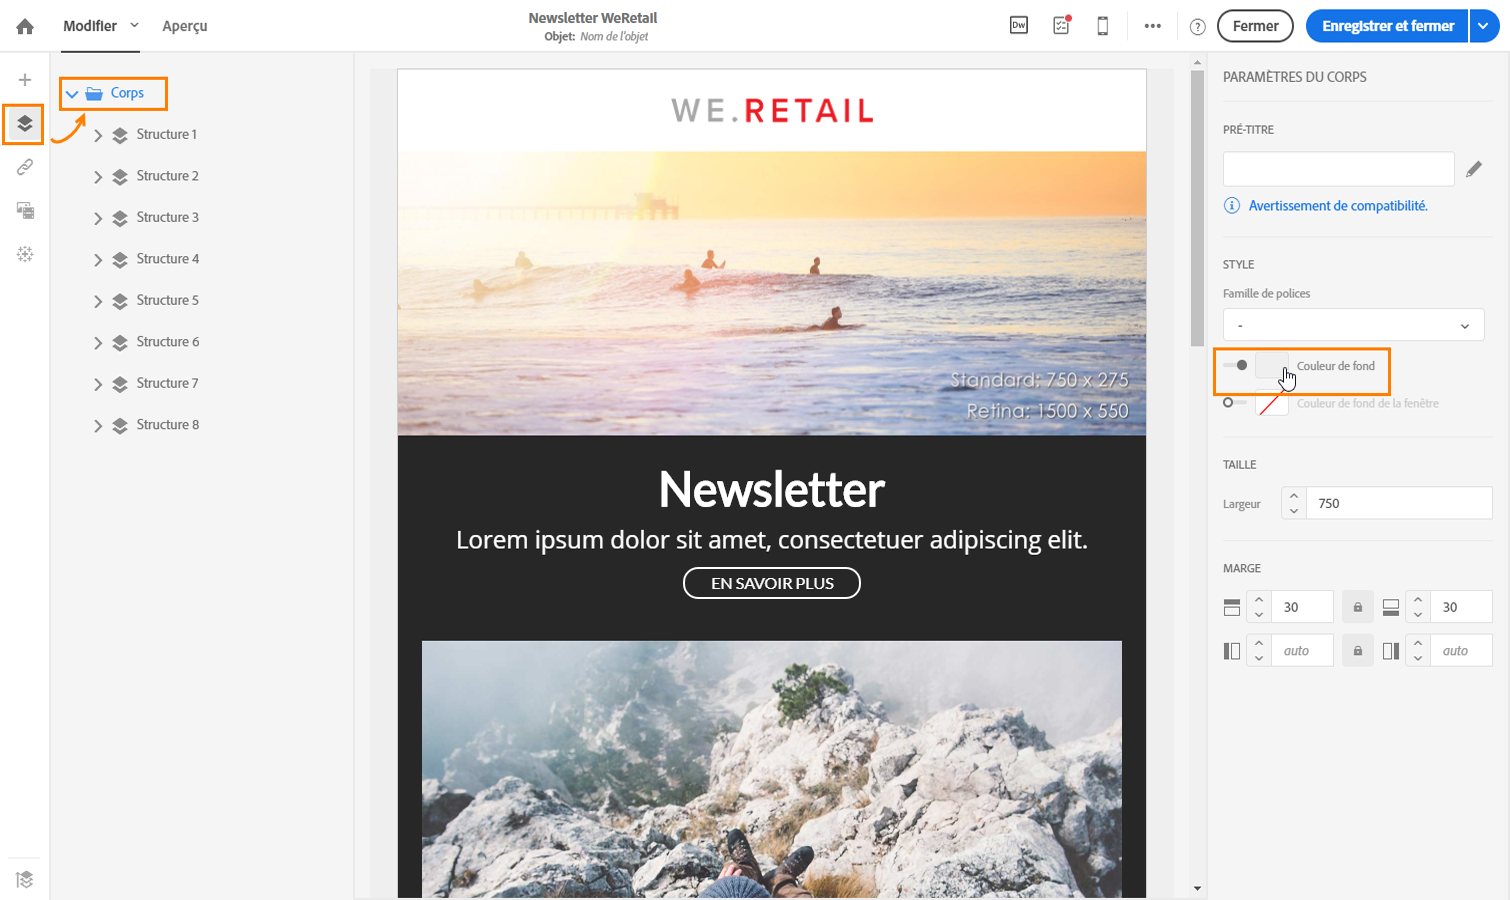 Modifier
Aperçu
Newsletter WeRetail
Objet: Nom de l'objet
Dw
?
Fermer
Enregistrer et fermer
Corps
Structure 1
Structure 2
Structure 3
Structure 4
Structure 5
Structure 6
Structure 7
Structure 8
WE.RETAIL
Standard: 750 x 275
Retina: 1500 x 550
Newsletter
Lorem ipsum dolor sit amet, consectetuer adipiscing elit.
EN SAVOIR PLUS
PARAMÈTRES DU CORPS
PRÉ-TITRE
Avertissement de compatibilité.
STYLE
Famille de polices
-
Couleur de fond
Couleur de fond de la fenêtre
TAILLE
Largeur
750
MARGE
30
30
auto
auto